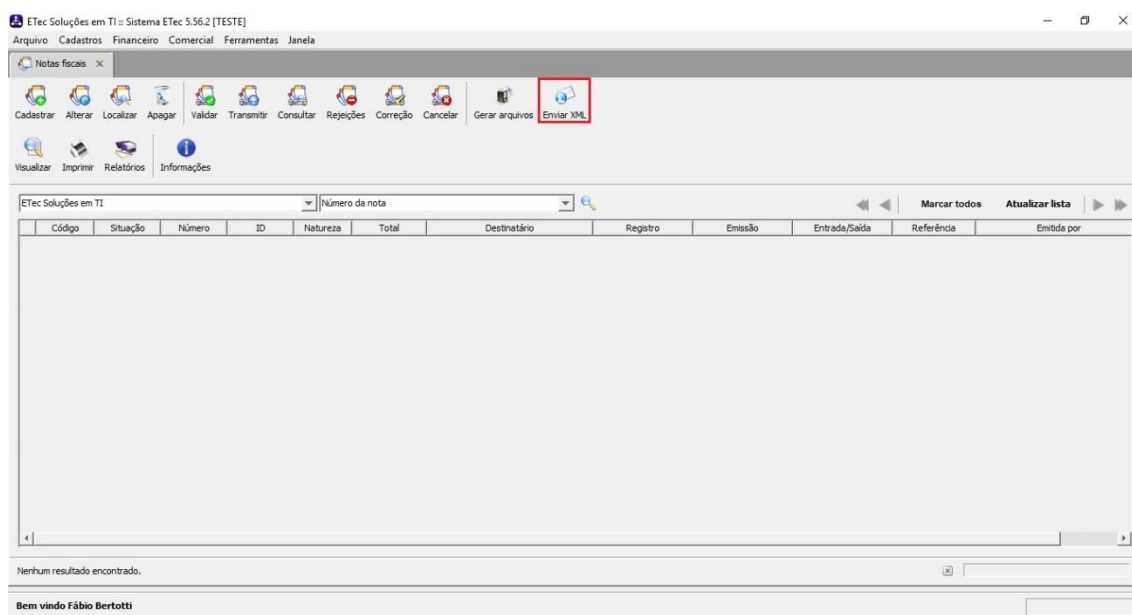 ETec Soluções em TI :: Sistema ETec 5.56.2 [TESTE]
Arquivo Cadastros Financeiro Comercial Ferramentas Janela
Notas fiscais
Cadastrar Alterar Localizar Apagar Validar Transmitir Consultar Rejeições Correção Cancelar Gerar arquivos Enviar XML
Visualizar Imprimir Relatórios Informações
ETec Soluções em TI Número da nota Marcar todos Atualizar lista
Código Situação Número ID Natureza Total Destinatário Registro Emissão Entrada/Saída Referência Emitida por
Nenhum resultado encontrado.
Bem vindo Fábio Bertotti